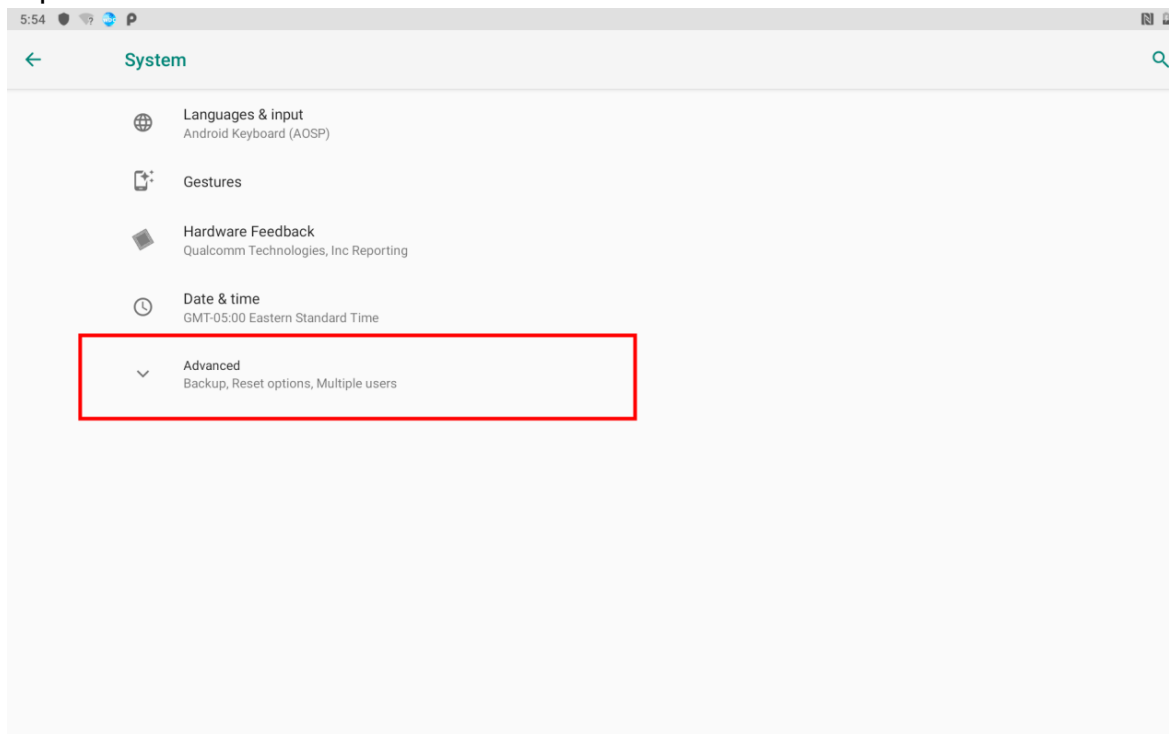 5:54
System
Languages & input
Android Keyboard (AOSP)
Gestures
Hardware Feedback
Qualcomm Technologies, Inc Reporting
Date & time
GMT-05:00 Eastern Standard Time
Advanced
Backup, Reset options, Multiple users